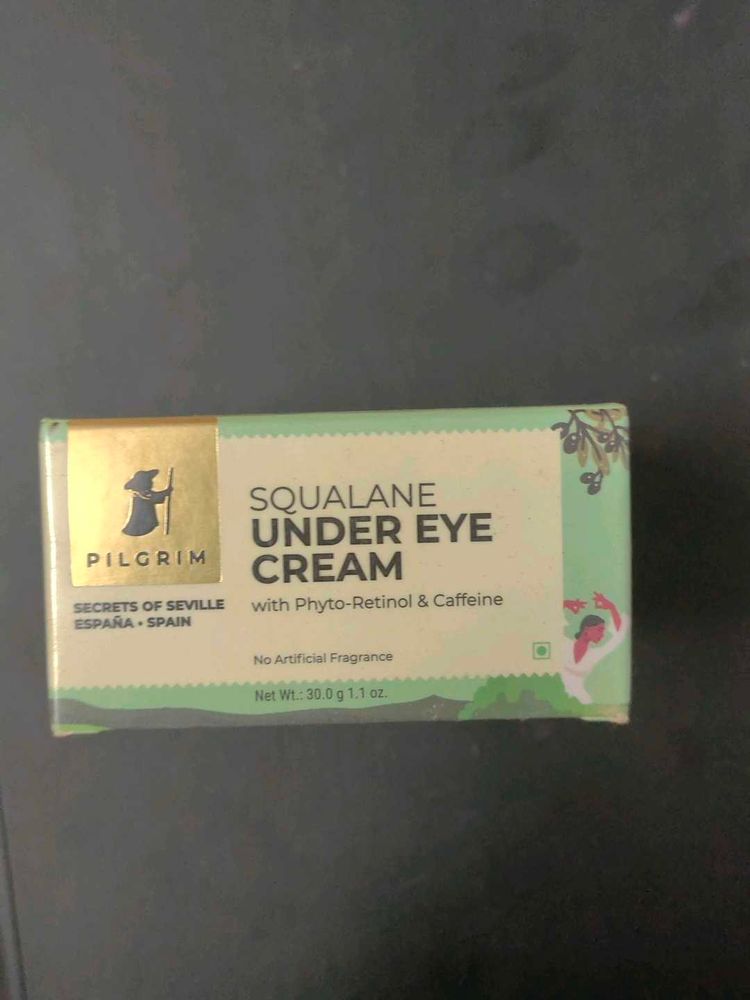 PILGRIM
SECRETS OF SEVILLE
ESPAÑA • SPAIN
SQUALANE
UNDER EYE
CREAM
with Phyto-Retinol & Caffeine
No Artificial Fragrance
Net Wt.: 30.0 g 1.1 oz.